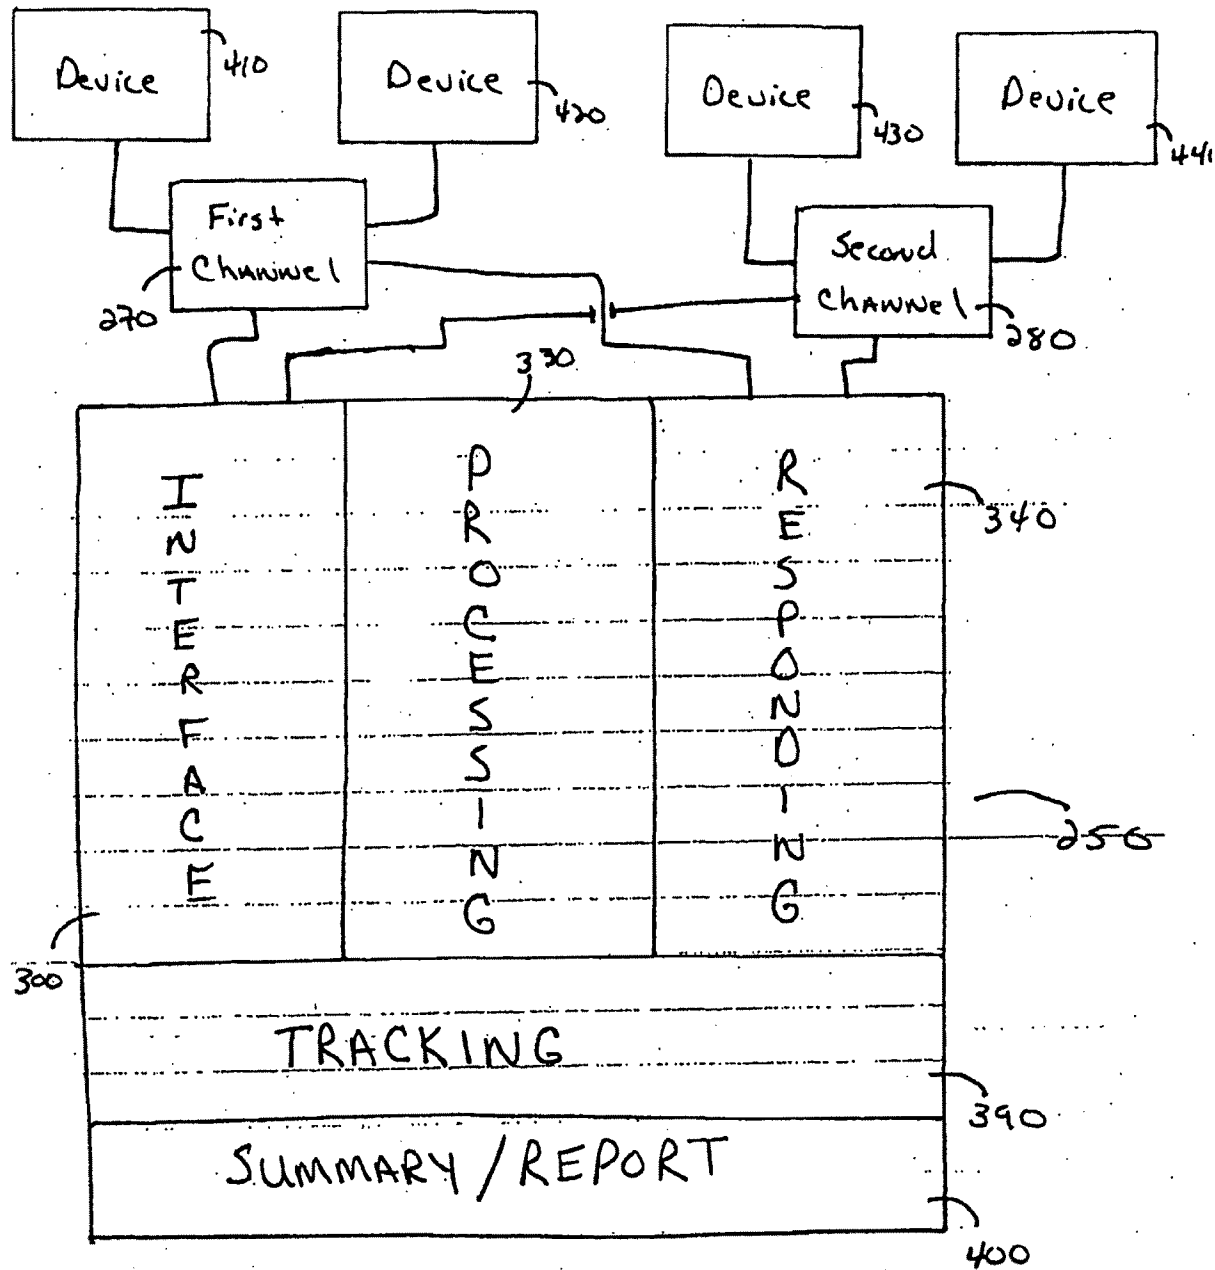 Device
410
Device
420
Device
430
Device
First
Channel
270
Second
Channel
280
330
INTERFACE
PROCESSING
RESPONDING
340
250
300
TRACKING
390
SUMMARY/REPORT
400